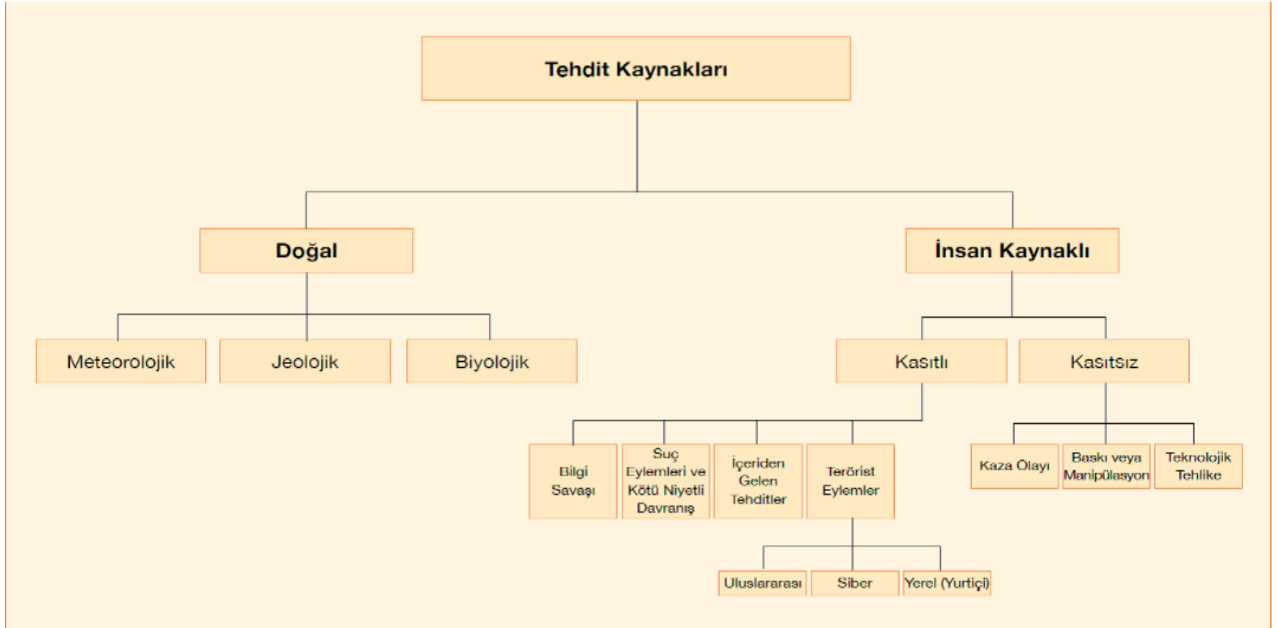 Tehdit Kaynakları
Doğal
İnsan Kaynaklı
Meteorolojik
Jeolojik
Biyolojik
Kasıtlı
Kasıtsız
Bilgi
Savaşı
Suç
Eylemleri ve
Kötü Niyetli
Davranış
İçeriden
Gelen
Tehditler
Terörist
Eylemler
Kaza Olayı
Baskı veya
Manipülasyon
Teknolojik
Tehlike
Uluslararası
Siber
Yerel (Yurtiçi)